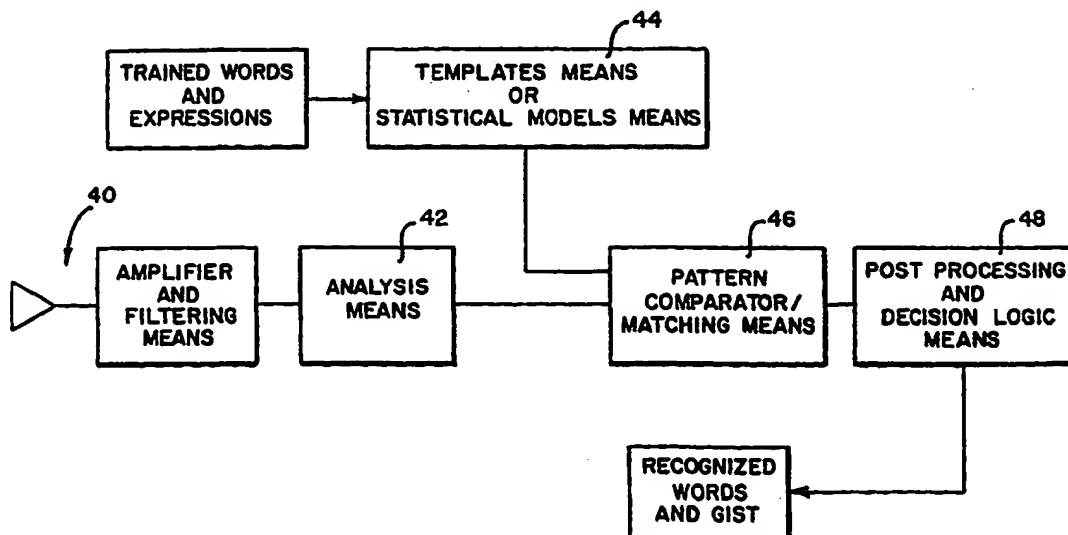 44
TRAINED WORDS
AND
EXPRESSIONS
TEMPLATES MEANS
OR
STATISTICAL MODELS MEANS
40
42
46
48
AMPLIFIER
AND
FILTERING
MEANS
ANALYSIS
MEANS
PATTERN
COMPARATOR/
MATCHING MEANS
POST PROCESSING
AND
DECISION LOGIC
MEANS
RECOGNIZED
WORDS
AND GIST